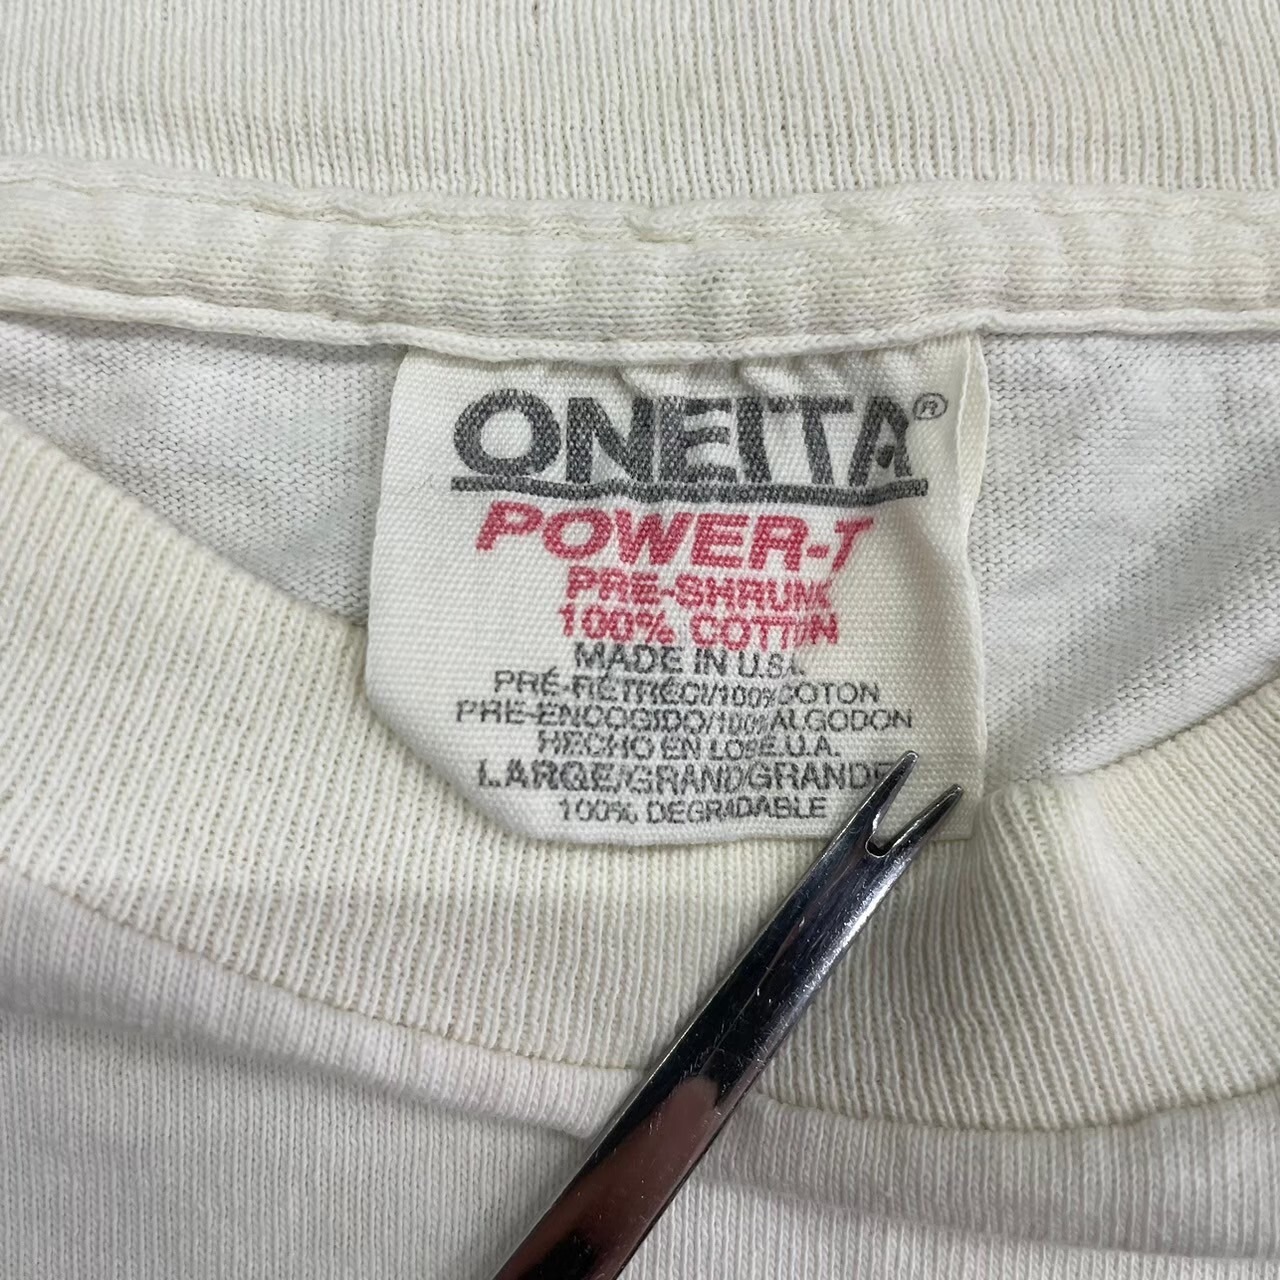 ONEITA®
POWER-T
PRE-SHRUNK
100% COTTON
MADE IN U.S.A.
PRÉ-RÉTRÉCI/100% COTON
PRE-ENCOGIDO/100% ALGODON
HECHO EN LOS E.U.A.
LARGE/GRAND/GRANDE
100% DEGRADABLE